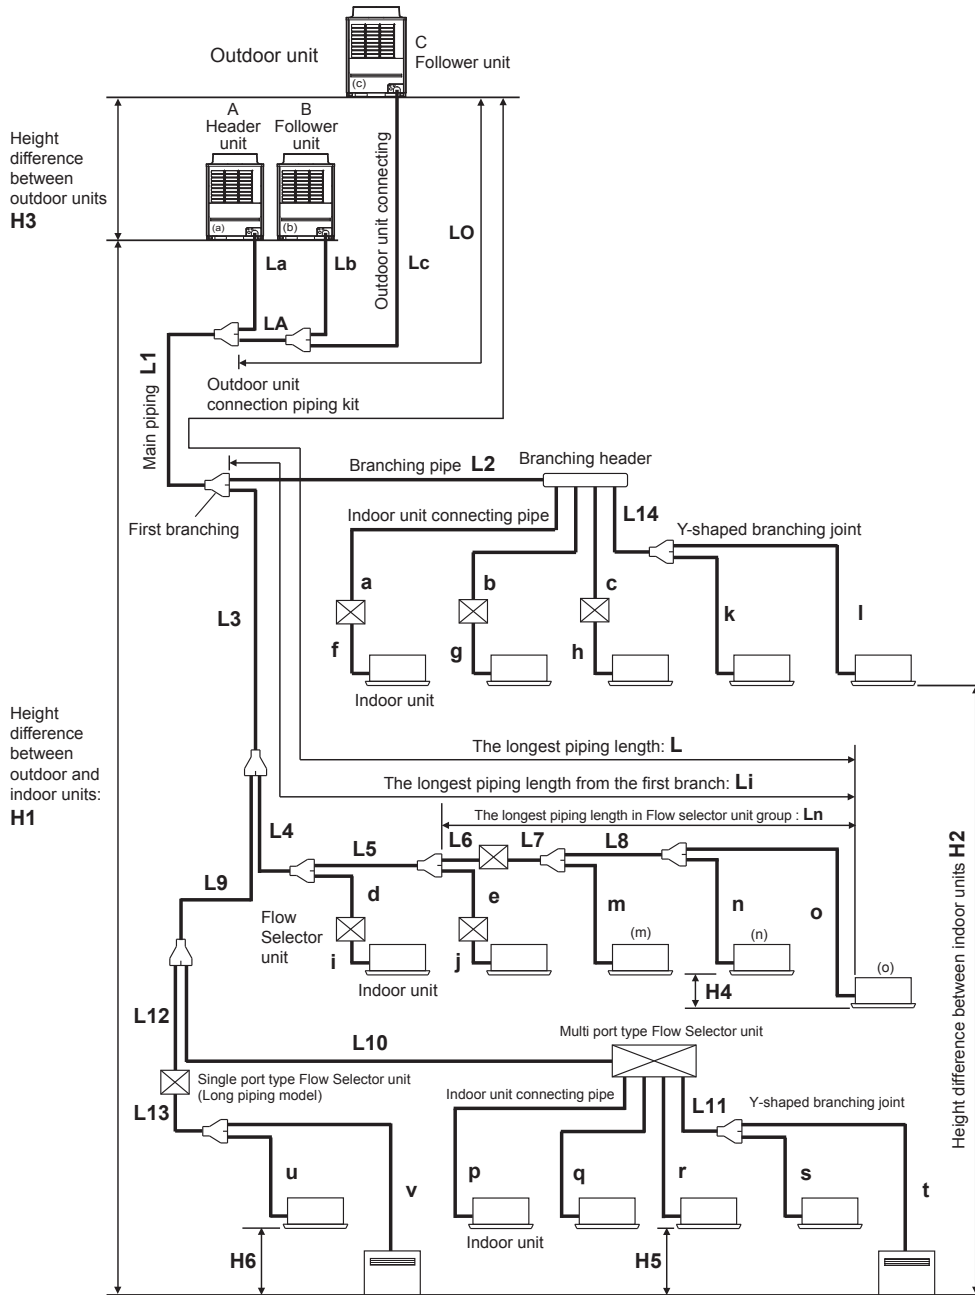 Outdoor unit
C
Follower unit
(c)
A
Header
unit
B
Follower
unit
Height
difference
between
outdoor units
H3
(a)
(b)
Outdoor unit connecting
LO
La
Lb
Lc
LA
Main piping L1
Outdoor unit
connection piping kit
Branching pipe L2
Branching header
First branching
Indoor unit connecting pipe
L14
Y-shaped branching joint
a
b
c
k
l
L3
f
g
h
Indoor unit
Height
difference
between
outdoor and
indoor units:
H1
The longest piping length: L
The longest piping length from the first branch: Li
The longest piping length in Flow selector unit group : Ln
Height difference between indoor units H2
L4
L5
L6
L7
L8
L9
d
e
m
n
o
Flow
Selector
unit
(m)
(n)
(o)
i
j
Indoor unit
H4
L12
L10
Multi port type Flow Selector unit
Single port type Flow Selector unit
(Long piping model)
L13
Indoor unit connecting pipe
L11
Y-shaped branching joint
u
v
p
q
r
s
t
Indoor unit
H6
H5